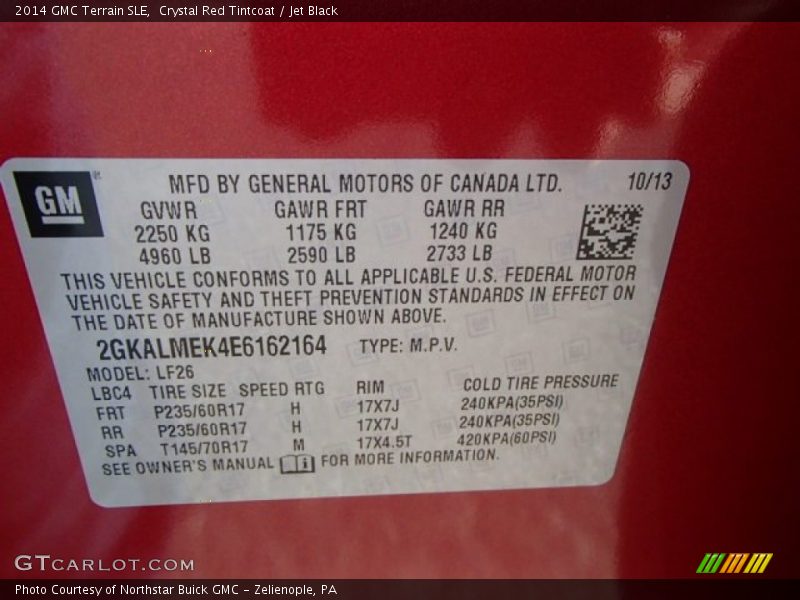 2014 GMC Terrain SLE,  Crystal Red Tintcoat / Jet Black
GM
MFD BY GENERAL MOTORS OF CANADA LTD. 10/13
GVWR GAWR FRT GAWR RR
2250 KG 1175 KG 1240 KG
4960 LB 2590 LB 2733 LB
THIS VEHICLE CONFORMS TO ALL APPLICABLE U.S. FEDERAL MOTOR
VEHICLE SAFETY AND THEFT PREVENTION STANDARDS IN EFFECT ON
THE DATE OF MANUFACTURE SHOWN ABOVE.
2GKALMEK4E6162164 TYPE: M.P.V.
MODEL: LF26
LBC4 TIRE SIZE SPEED RTG RIM COLD TIRE PRESSURE
FRT P235/60R17 H 17X7J 240KPA(35PSI)
RR P235/60R17 H 17X7J 240KPA(35PSI)
SPA T145/70R17 M 17X4.5T 420KPA(60PSI)
SEE OWNER'S MANUAL FOR MORE INFORMATION.
GTCARLOT.COM
Photo Courtesy of Northstar Buick GMC - Zelienople, PA